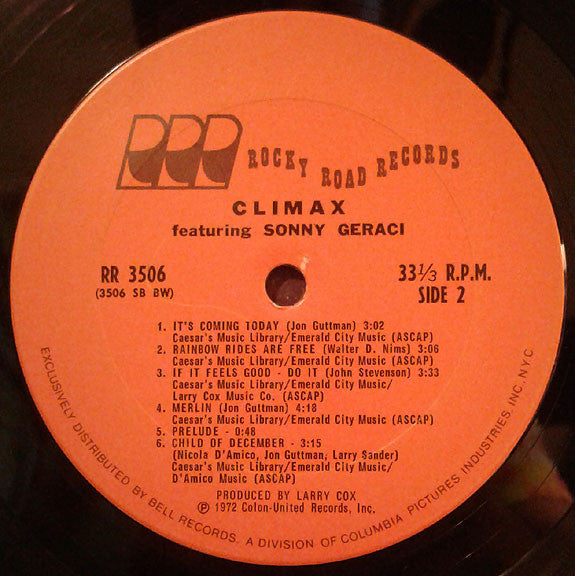 ROCKY ROAD RECORDS
CLIMAX
featuring SONNY GERACI
RR 3506
(3506 SB BW)
33 1/3 R.P.M.
SIDE 2
1. IT'S COMING TODAY (Jon Guttman) 3:02
Caesar's Music Library/Emerald City Music (ASCAP)
2. RAINBOW RIDES ARE FREE (Walter D. Nims) 3:06
Caesar's Music Library/Emerald City Music (ASCAP)
3. IF IT FEELS GOOD - DO IT (John Stevenson) 3:33
Caesar's Music Library/Emerald City Music/
Larry Cox Music Co. (ASCAP)
4. MERLIN (Jon Guttman) 4:18
Caesar's Music Library/Emerald City Music (ASCAP)
5. PRELUDE - 0:48
6. CHILD OF DECEMBER - 3:15
(Nicola D'Amico, Jon Guttman, Larry Sander)
Caesar's Music Library/Emerald City Music/
D'Amico Music (ASCAP)
PRODUCED BY LARRY COX
℗ 1972 Colon-United Records, Inc.
EXCLUSIVELY DISTRIBUTED BY BELL RECORDS, A DIVISION OF COLUMBIA PICTURES INDUSTRIES, INC. N.Y.C.